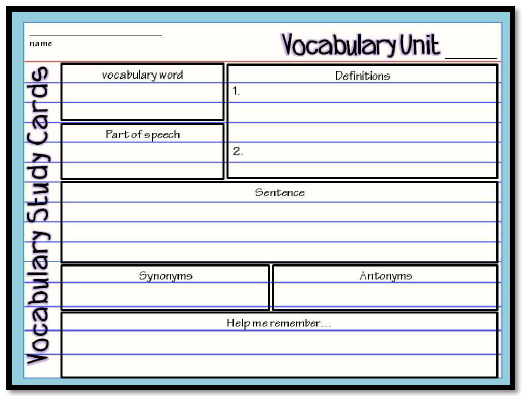 name
Vocabulary Unit
Vocabulary Study Cards
vocabulary word
Definitions
1.
Part of speech
2.
Sentence
Synonyms
Antonyms
Help me remember...